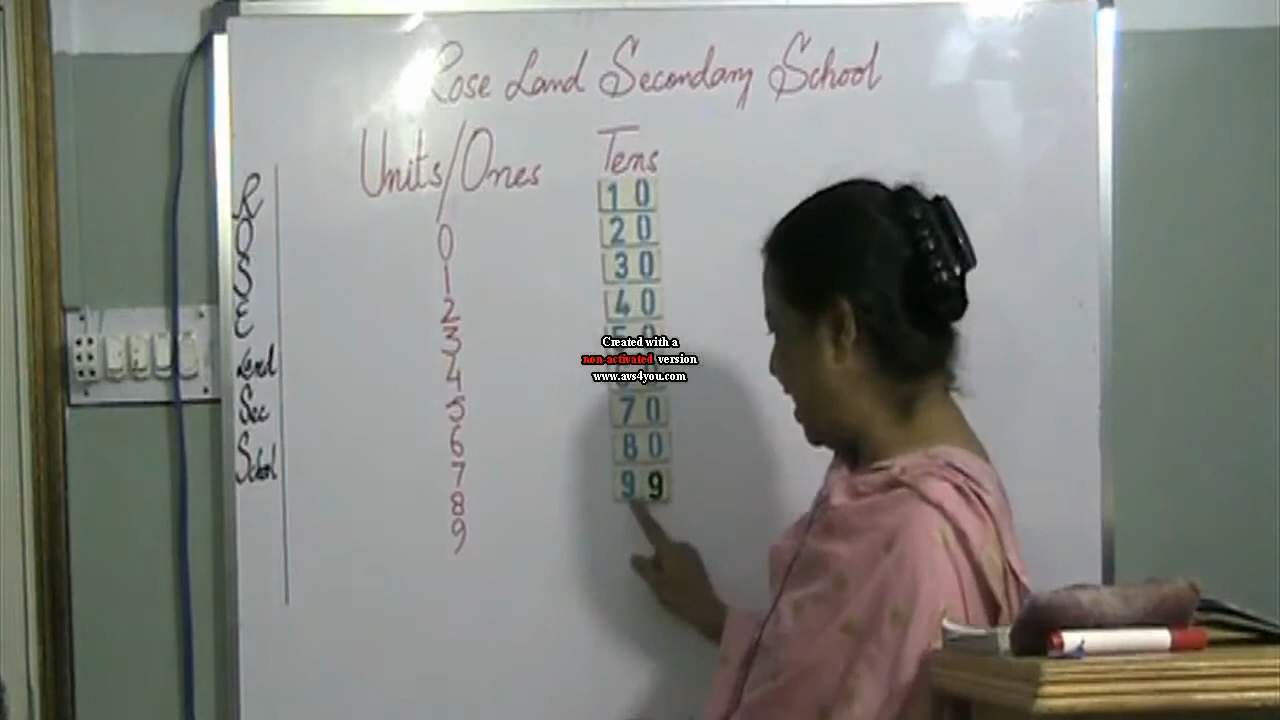 Rose Land Secondary School
Units/Ones Tens
R
O
S
E
Land
Sec
School
0
1
2
3
4
5
6
7
8
9
10
20
30
40
70
80
99
Created with a
non-activated version
www.avs4you.com